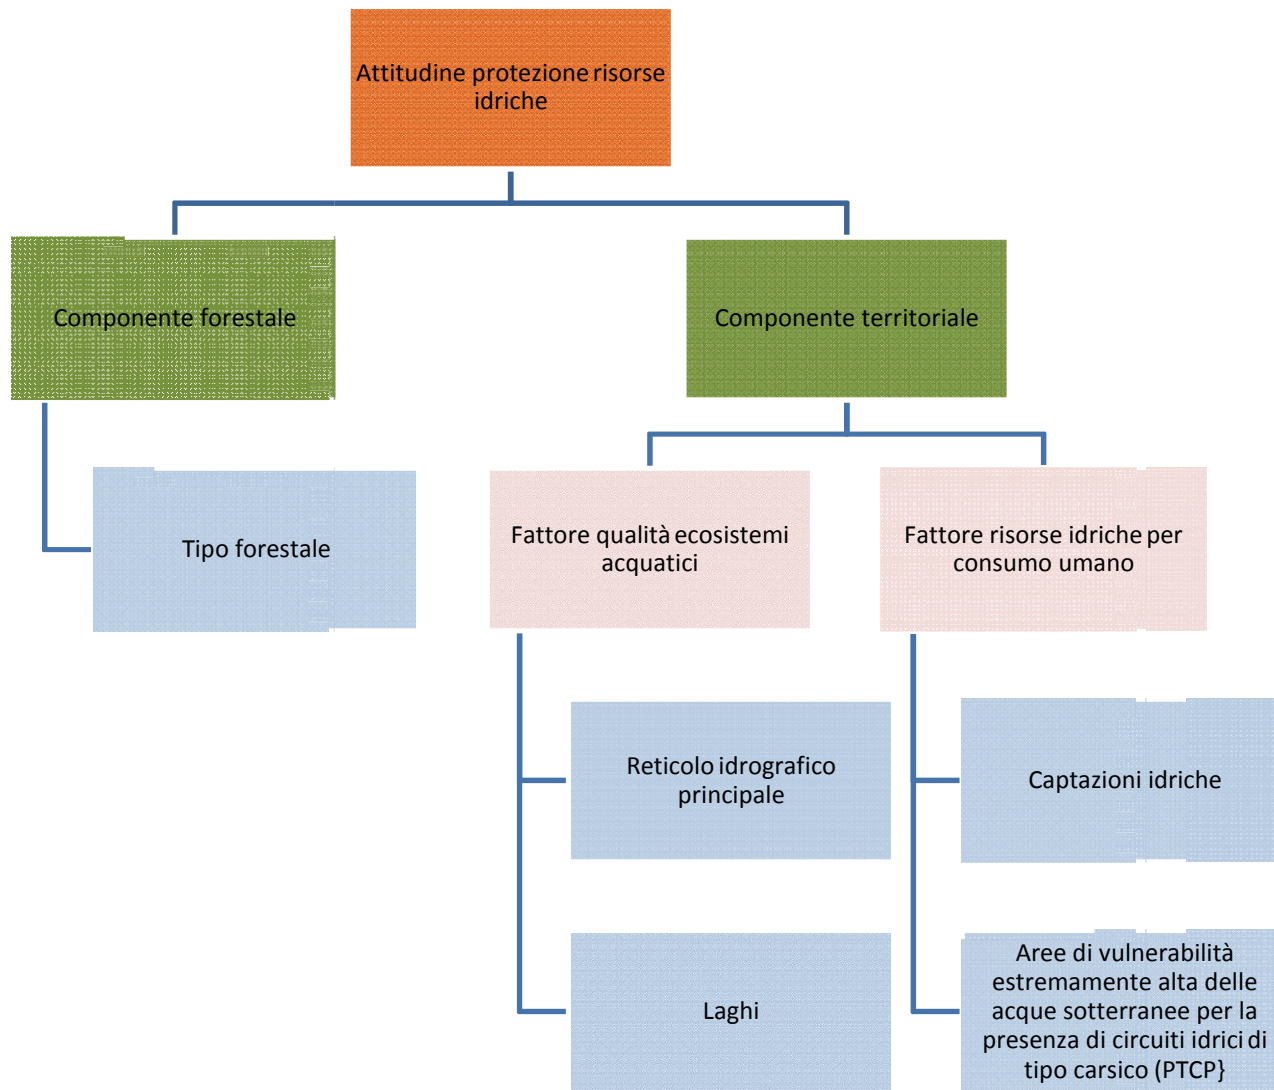 Attitudine protezione risorse
idriche
Componente forestale
Componente territoriale
Tipo forestale
Fattore qualità ecosistemi
acquatici
Fattore risorse idriche per
consumo umano
Reticolo idrografico
principale
Captazioni idriche
Laghi
Aree di vulnerabilità
estremamente alta delle
acque sotterranee per la
presenza di circuiti idrici di
tipo carsico (PTCP}